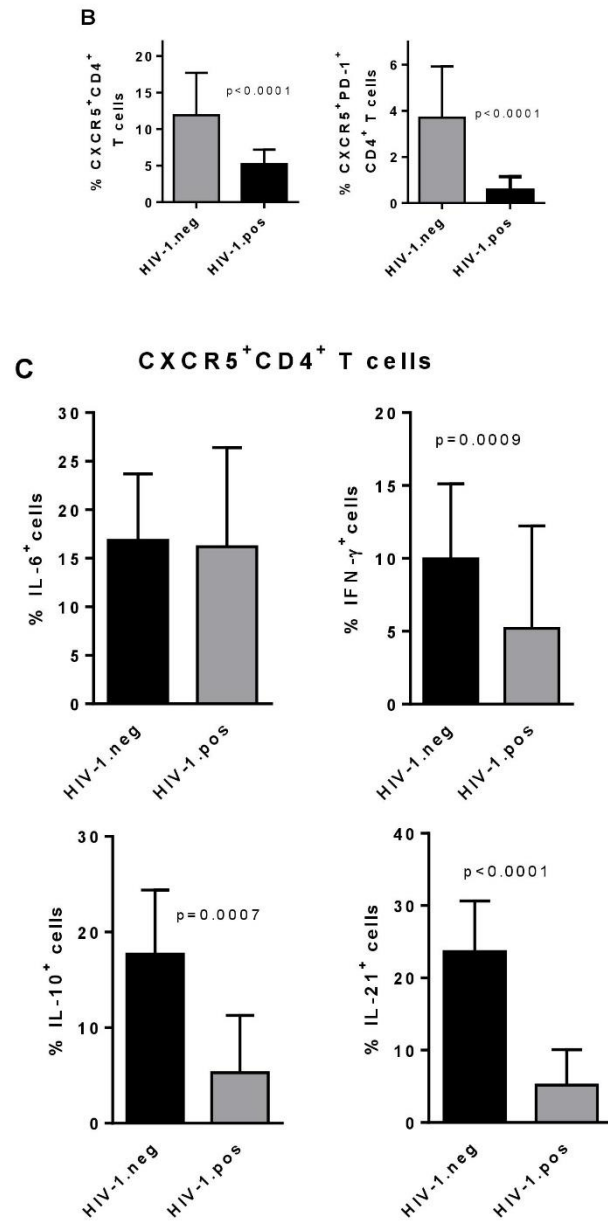 B
% CXCR5⁺CD4⁺
T cells
20
15
10
5
0
p<0.0001
HIV-1.neg
HIV-1.pos
% CXCR5⁺PD-1⁺
CD4⁺ T cells
6
4
2
0
p<0.0001
HIV-1.neg
HIV-1.pos
C
CXCR5⁺CD4⁺ T cells
% IL-6⁺cells
30
25
20
15
10
5
0
HIV-1.neg
HIV-1.pos
% IFN-γ⁺cells
20
15
10
5
0
p=0.0009
HIV-1.neg
HIV-1.pos
% IL-10⁺ cells
30
20
10
0
p=0.0007
HIV-1.neg
HIV-1.pos
% IL-21⁺ cells
40
30
20
10
0
p<0.0001
HIV-1.neg
HIV-1.pos